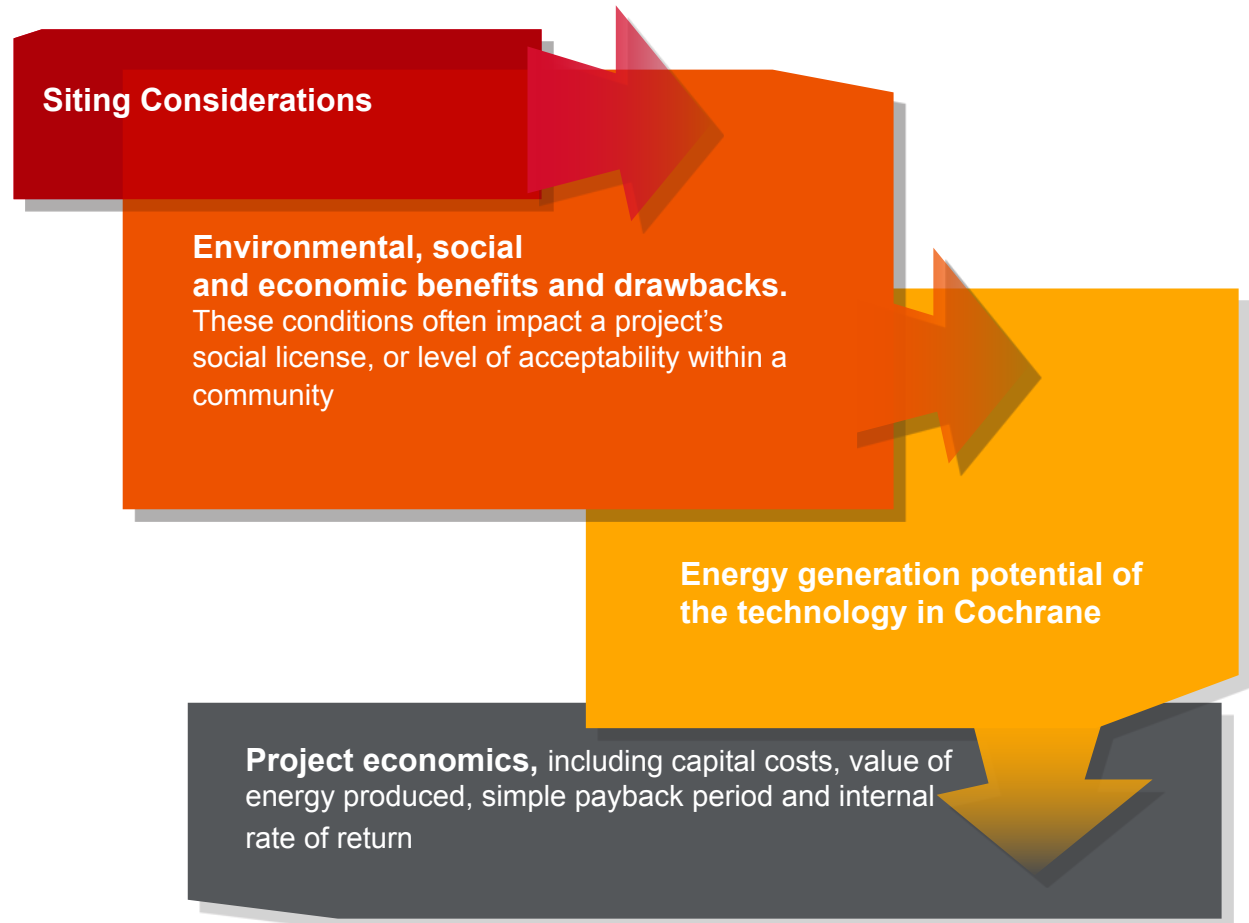 Siting Considerations
Environmental, social
and economic benefits and drawbacks.
These conditions often impact a project’s
social license, or level of acceptability within a
community
Energy generation potential of
the technology in Cochrane
Project economics, including capital costs, value of
energy produced, simple payback period and internal
rate of return